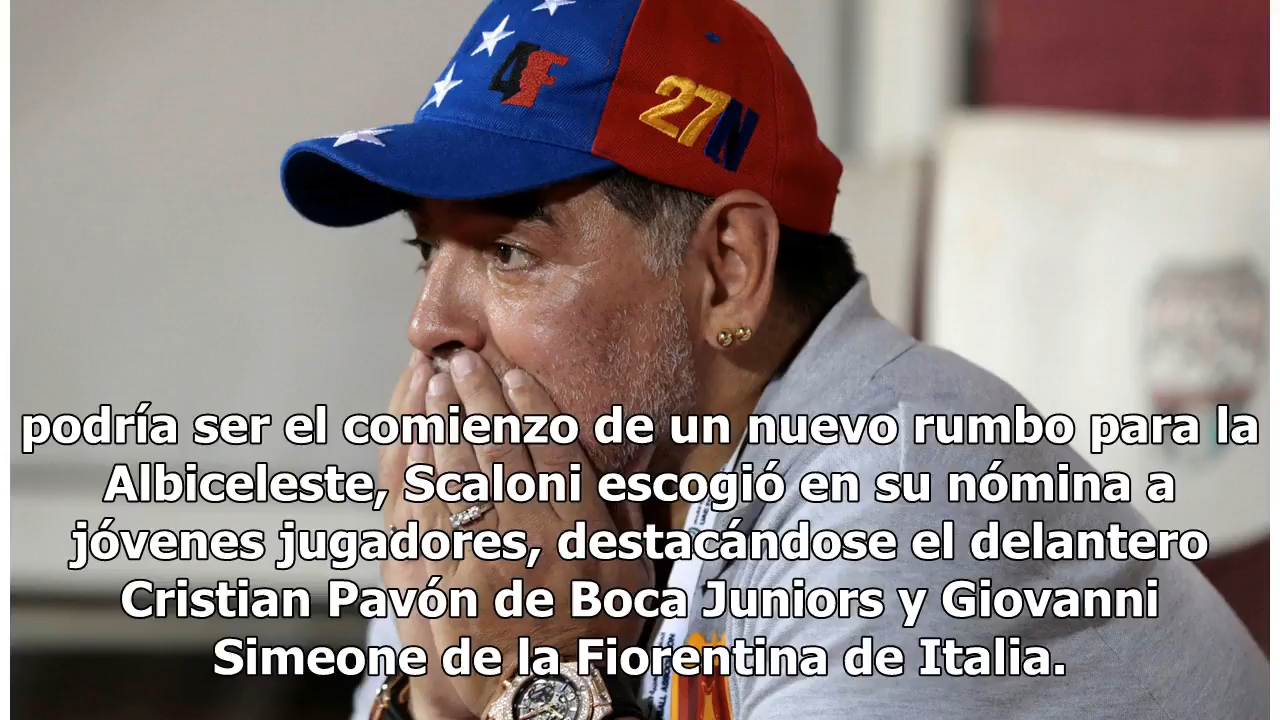 4F
27N
podría ser el comienzo de un nuevo rumbo para la
Albiceleste, Scaloni escogió en su nómina a
jóvenes jugadores, destacándose el delantero
Cristian Pavón de Boca Juniors y Giovanni
Simeone de la Fiorentina de Italia.